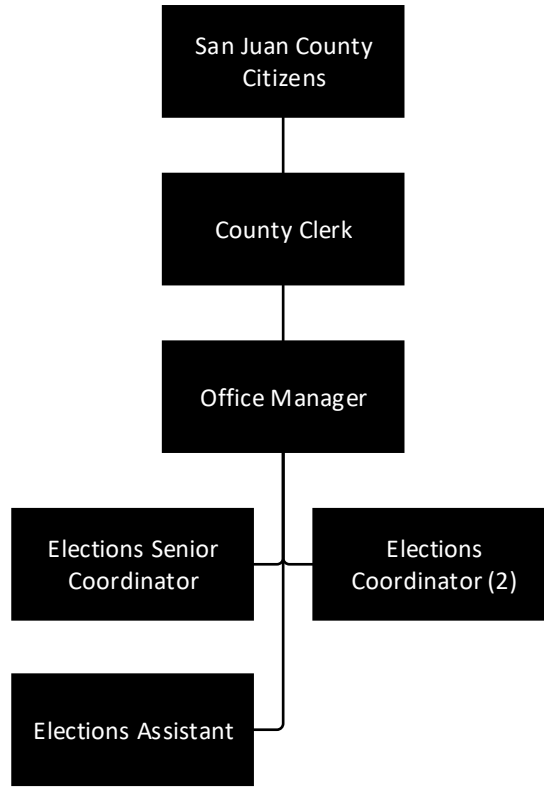 San Juan County
Citizens
County Clerk
Office Manager
Elections Senior
Coordinator
Elections
Coordinator (2)
Elections Assistant